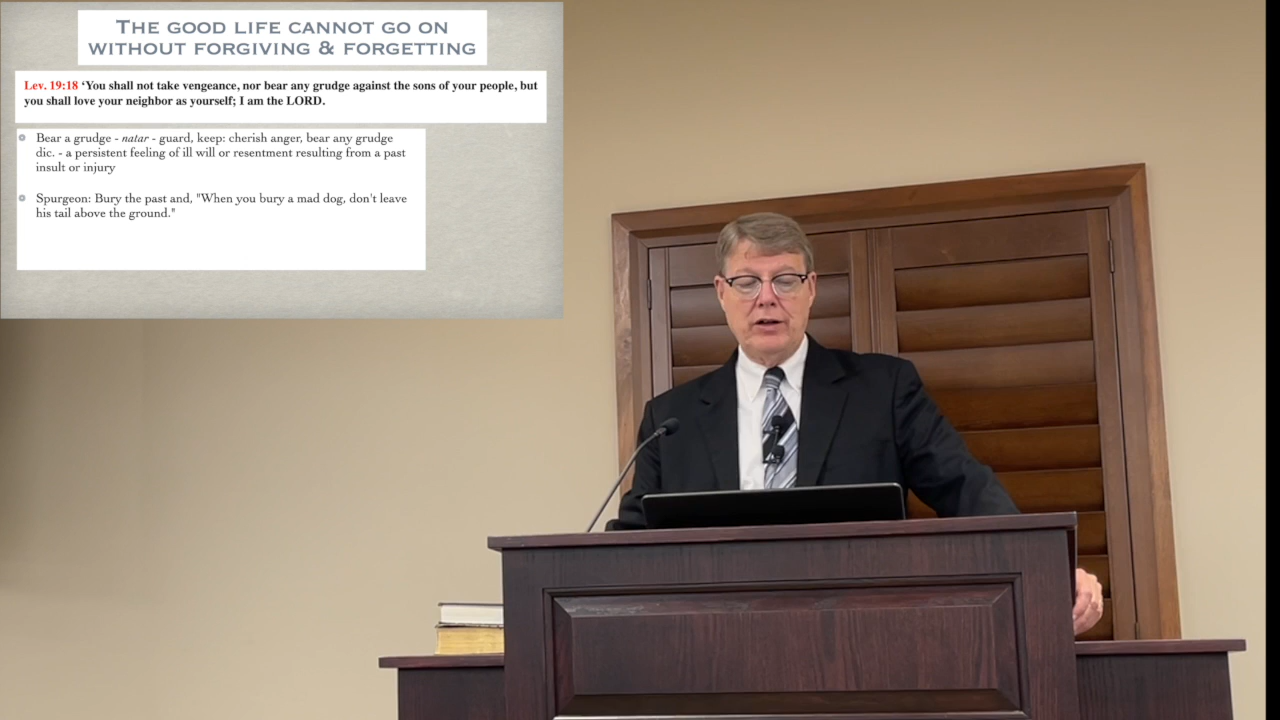 THE GOOD LIFE CANNOT GO ON
WITHOUT FORGIVING & FORGETTING
Lev. 19:18 ‘You shall not take vengeance, nor bear any grudge against the sons of your people, but
you shall love your neighbor as yourself; I am the LORD.
Bear a grudge - natar - guard, keep: cherish anger, bear any grudge
dic. - a persistent feeling of ill will or resentment resulting from a past
insult or injury
Spurgeon: Bury the past and, "When you bury a mad dog, don't leave
his tail above the ground."